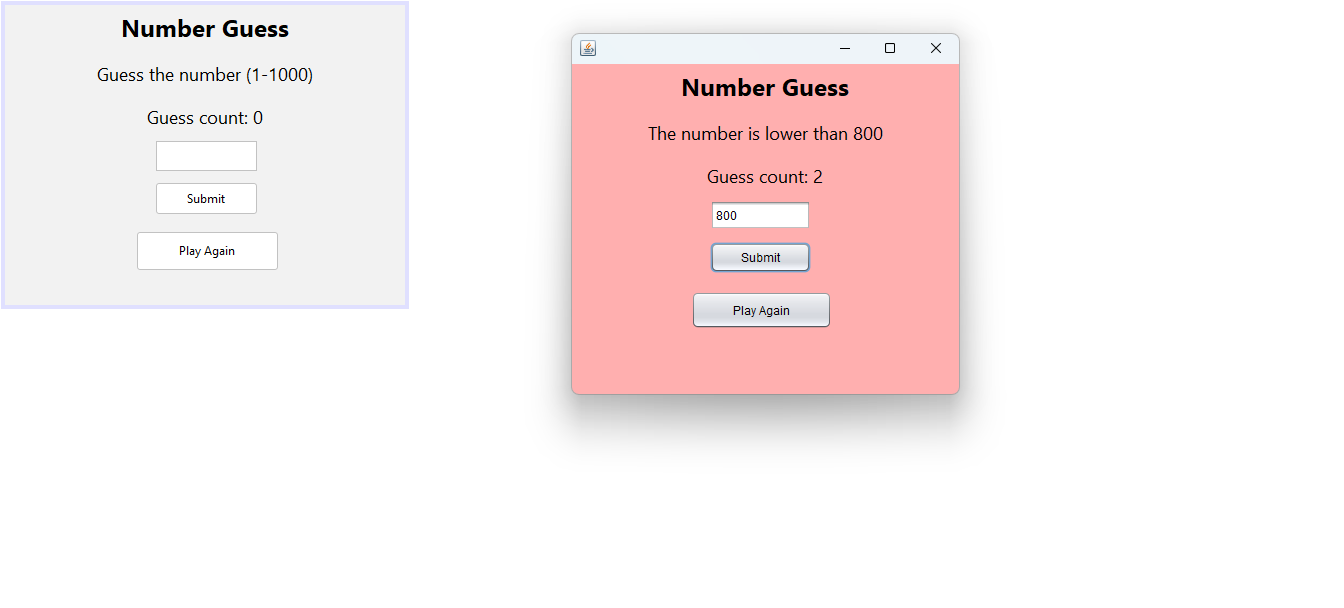 Number Guess
Guess the number (1-1000)
Guess count: 0
Submit
Play Again
Number Guess
The number is lower than 800
Guess count: 2
800
Submit
Play Again